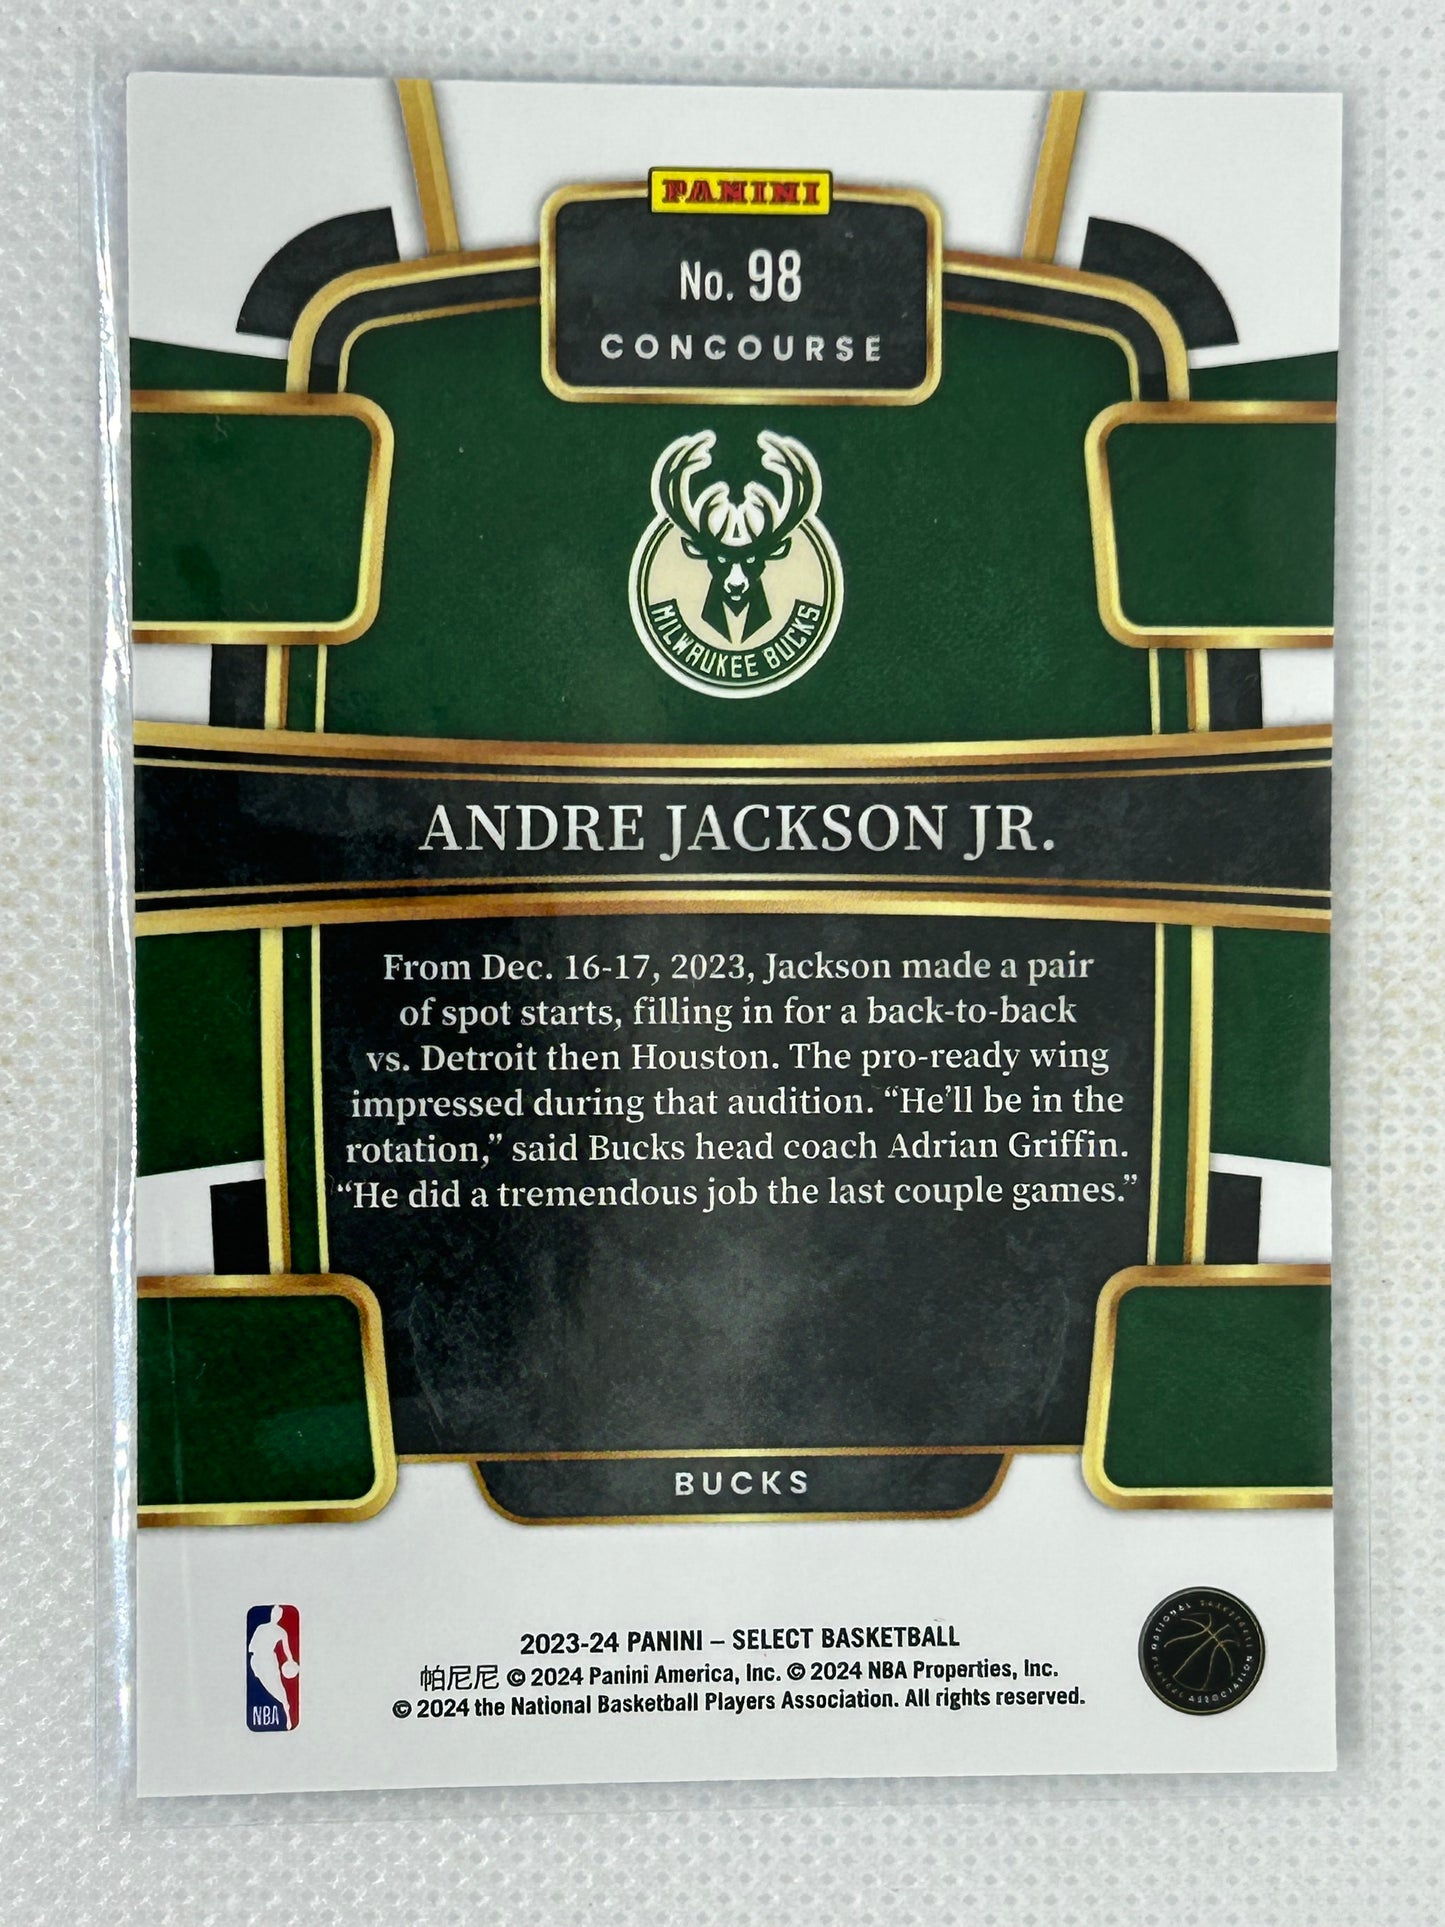 PANINI
No. 98
CONCOURSE
MILWAUKEE BUCKS
ANDRE JACKSON JR.
From Dec. 16-17, 2023, Jackson made a pair
of spot starts, filling in for a back-to-back
vs. Detroit then Houston. The pro-ready wing
impressed during that audition. “He’ll be in the
rotation,” said Bucks head coach Adrian Griffin.
“He did a tremendous job the last couple games.”
BUCKS
NBA
2023-24 PANINI – SELECT BASKETBALL
帕尼尼 © 2024 Panini America, Inc. © 2024 NBA Properties, Inc.
© 2024 the National Basketball Players Association. All rights reserved.
NATIONAL BASKETBALL PLAYERS ASSOCIATION